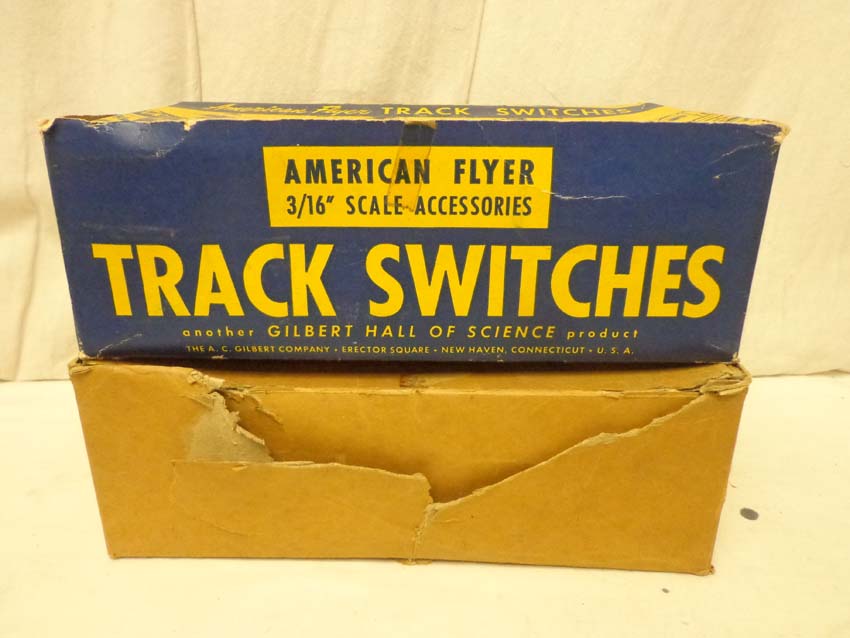 American Flyer TRACK SWITCHES
AMERICAN FLYER
3/16" SCALE ACCESSORIES
TRACK SWITCHES
another GILBERT HALL OF SCIENCE product
THE A. C. GILBERT COMPANY • ERECTOR SQUARE • NEW HAVEN, CONNECTICUT • U. S. A.